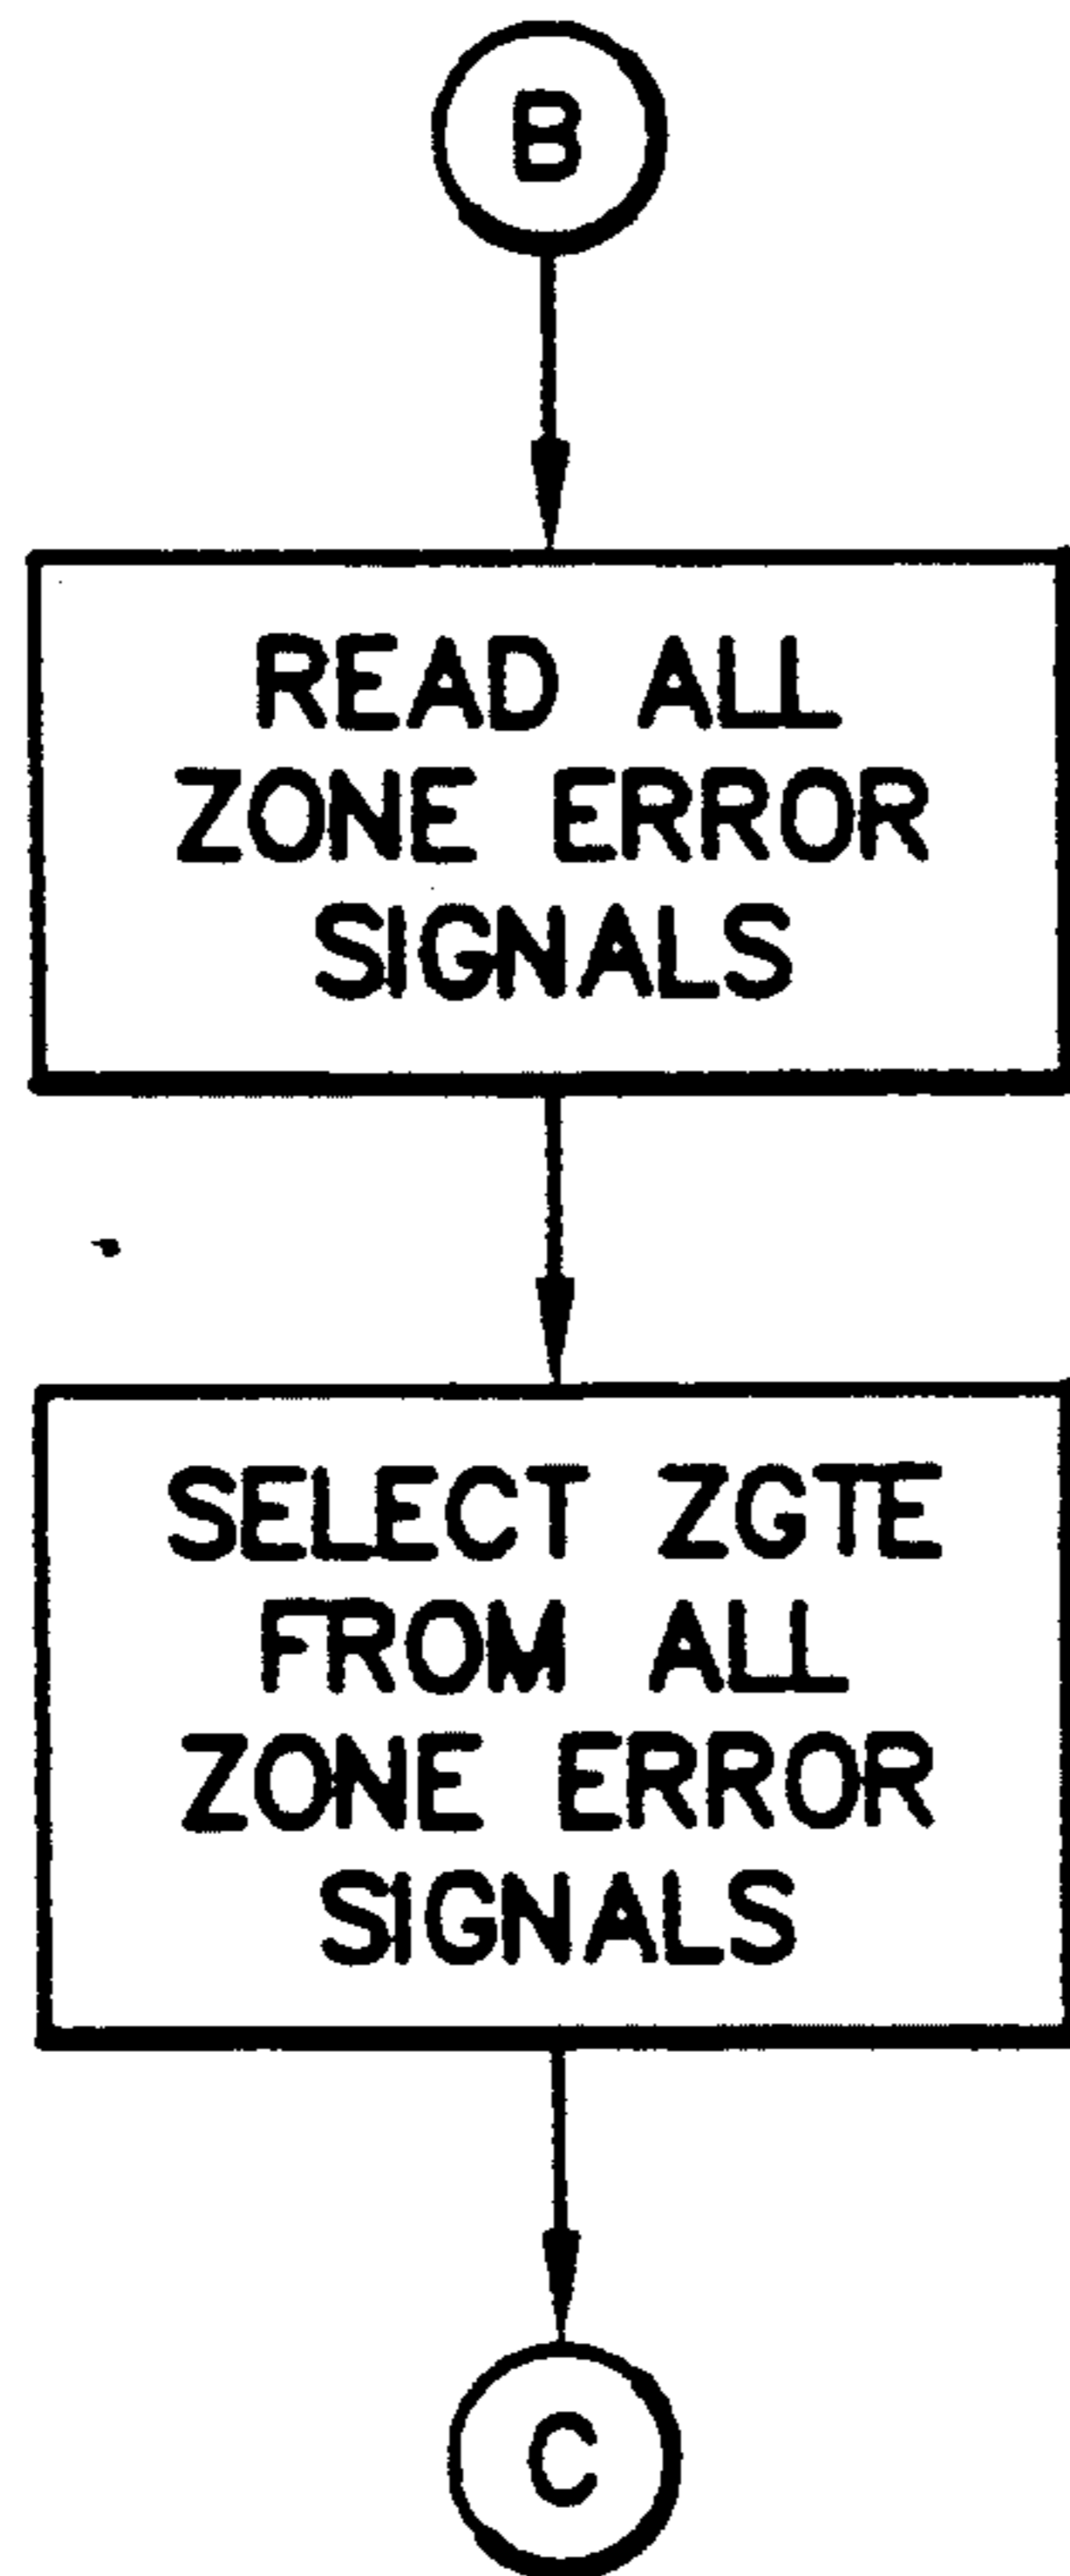 B
READ ALL
ZONE ERROR
SIGNALS
SELECT ZGTE
FROM ALL
ZONE ERROR
SIGNALS
C